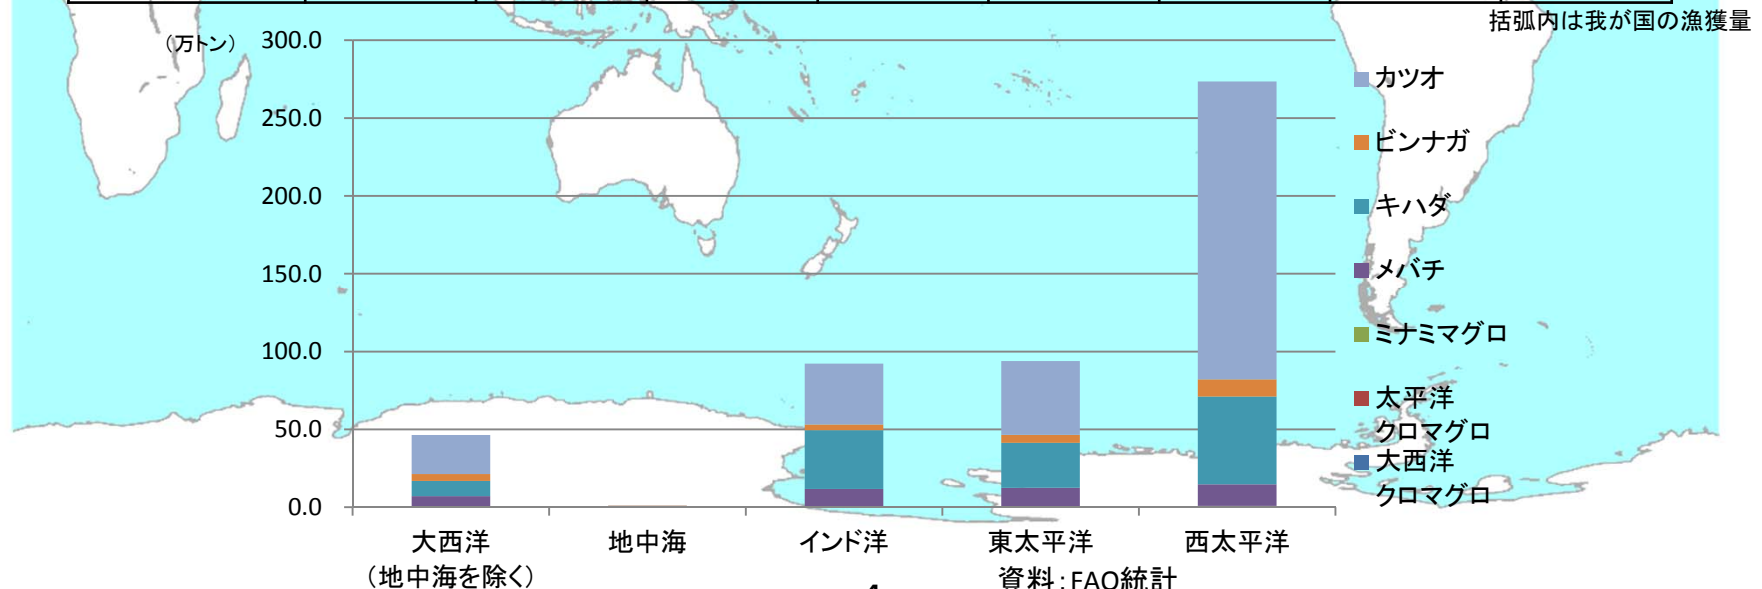 括弧内は我が国の漁獲量
（万トン）
300.0
250.0
200.0
150.0
100.0
50.0
0.0
カツオ
ビンナガ
キハダ
メバチ
ミナミマグロ
太平洋
クロマグロ
大西洋
クロマグロ
大西洋
（地中海を除く）
地中海
インド洋
東太平洋
西太平洋
資料：FAO統計